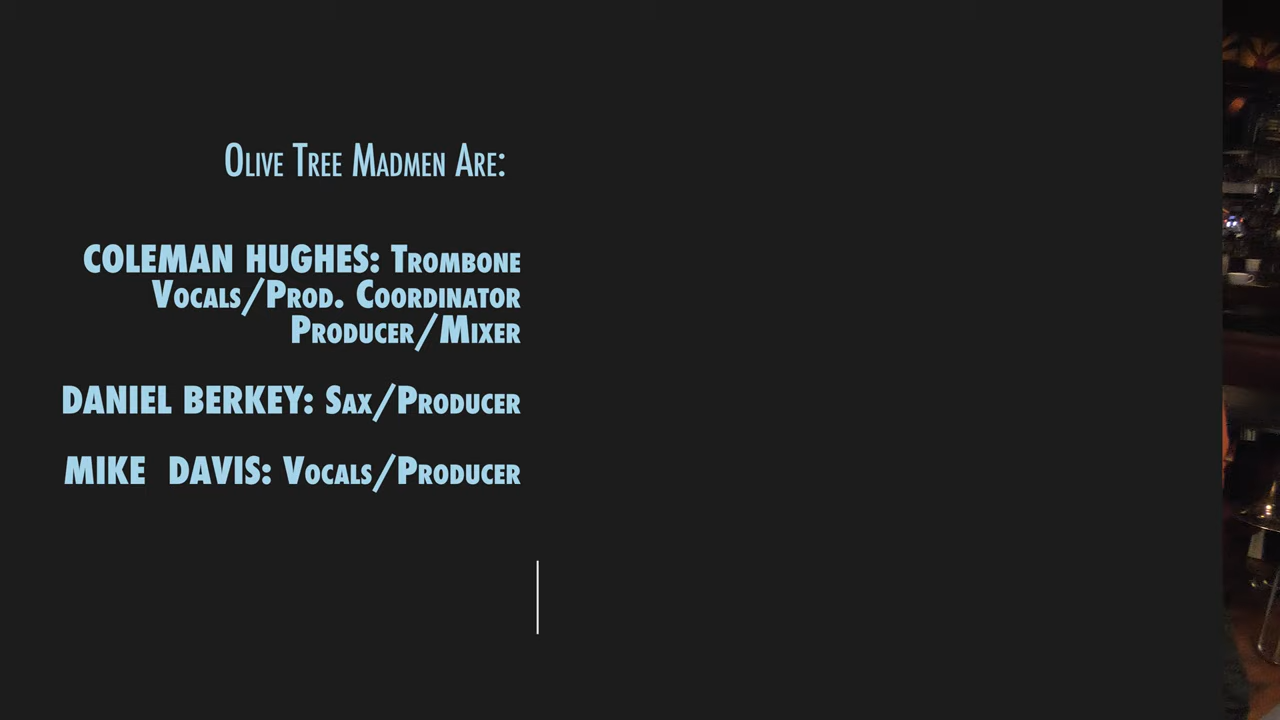 Olive Tree Madmen Are:
COLEMAN HUGHES: Trombone
Vocals/Prod. Coordinator
Producer/Mixer
DANIEL BERKEY: Sax/Producer
MIKE  DAVIS: Vocals/Producer